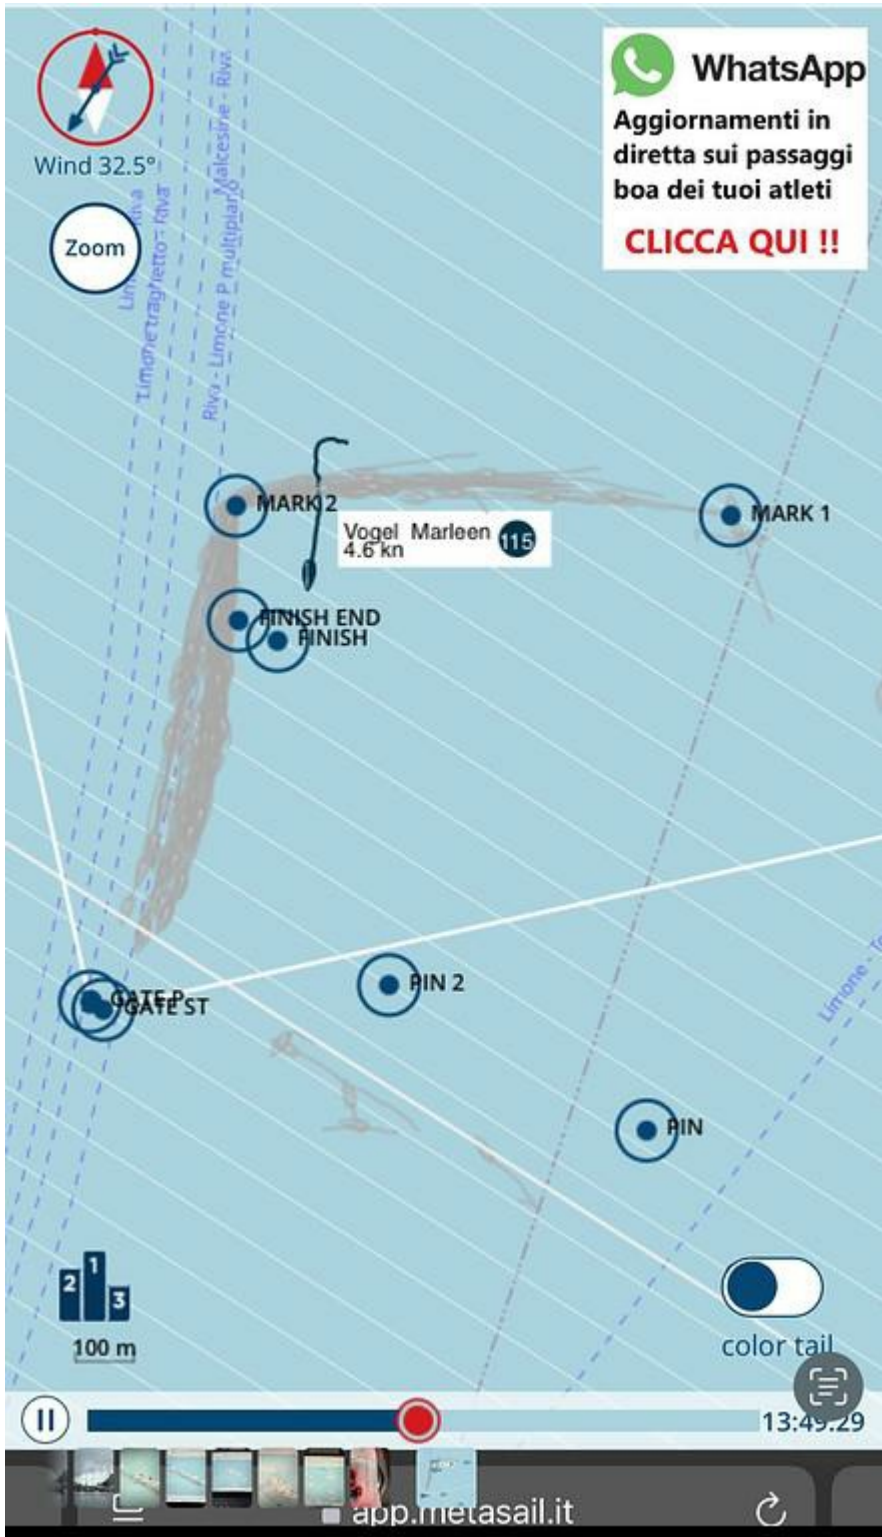 WhatsApp
Aggiornamenti in
diretta sui passaggi
boa dei tuoi atleti
CLICCA QUI !!
Wind 32.5°
Zoom
Malcesine - Riva
Limone traghetto - Riva
Riva - Limone P multipiano
MARK 2
MARK 1
Vogel Marleen
4.6 kn
115
FINISH END
FINISH
PIN 2
GATE P
GATE ST
Limone -
PIN
1
2
3
100 m
color tail
13:49.29
app.metasail.it